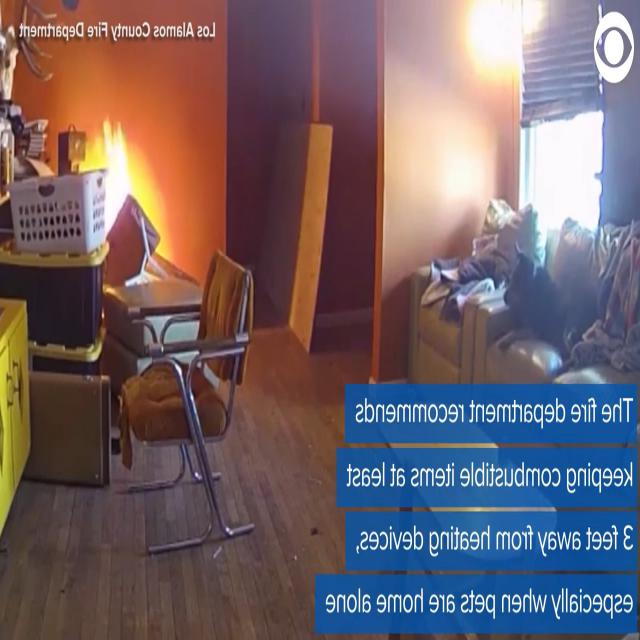 Los Alamos County Fire Department
The fire department recommends
keeping combustible items at least
3 feet away from heating devices,
especially when pets are home alone